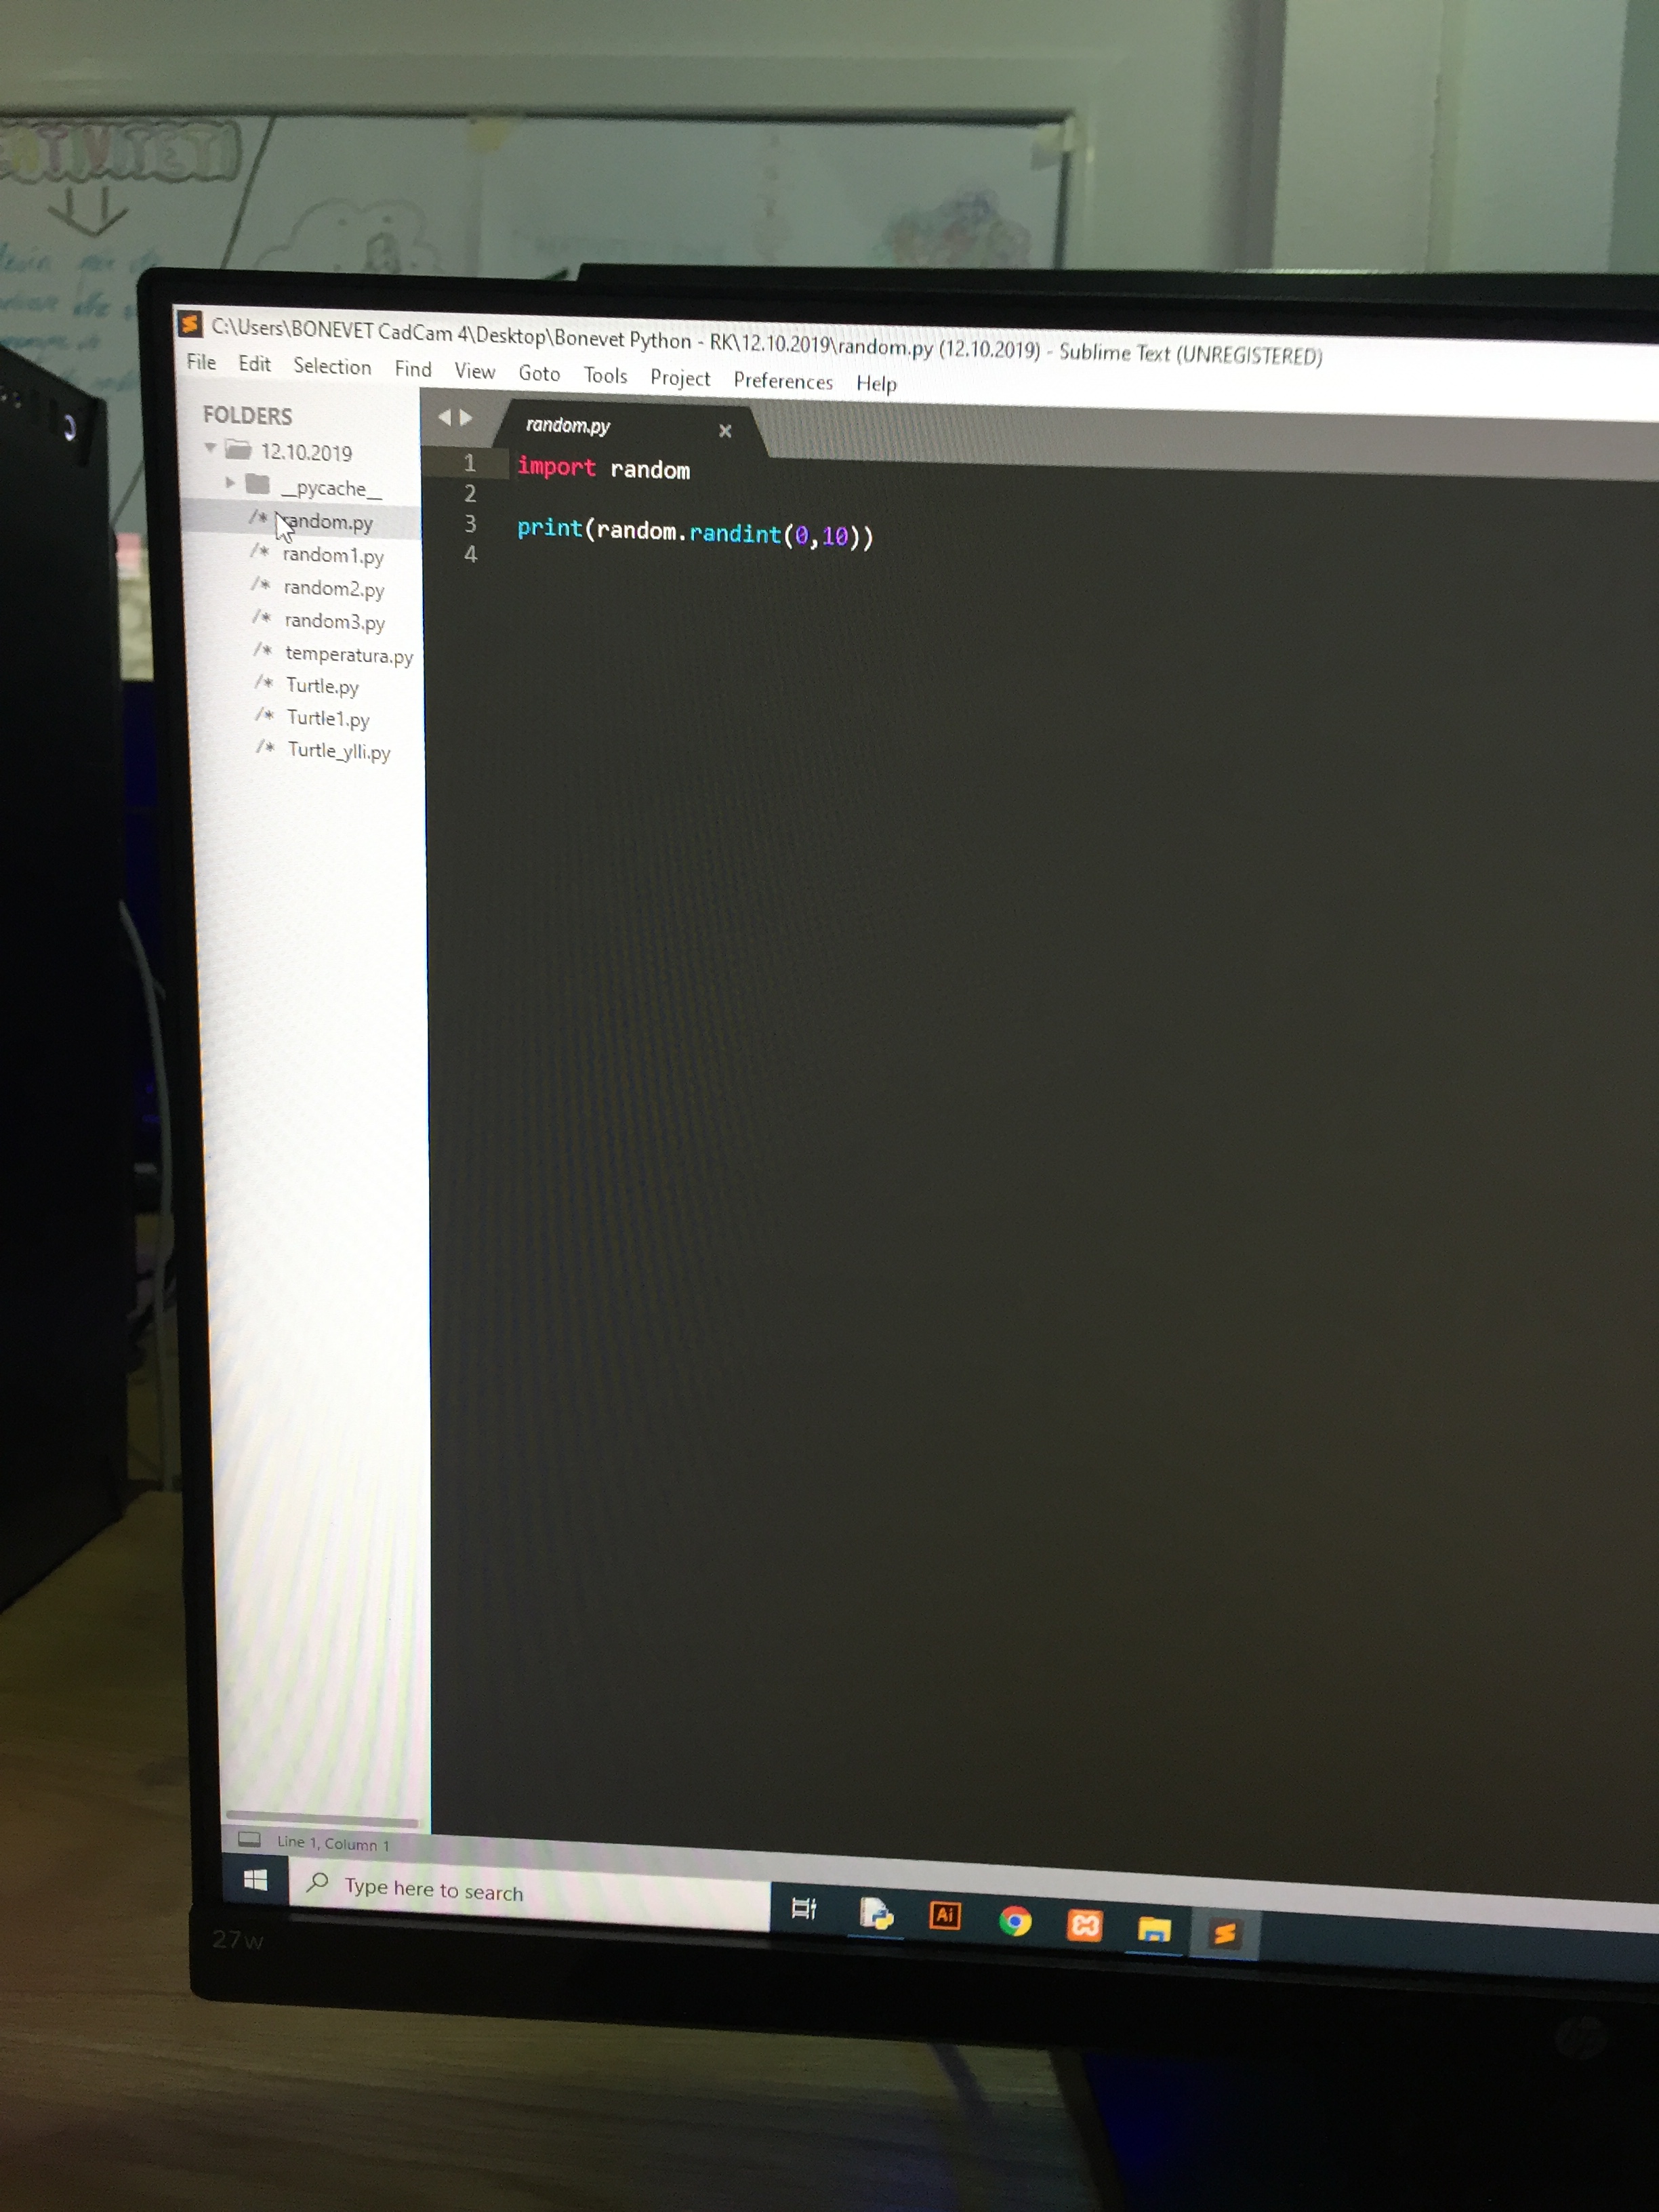 C:\Users\BONEVET CadCam 4\Desktop\Bonevet Python - RK\12.10.2019\random.py (12.10.2019) - Sublime Text (UNREGISTERED)
File Edit Selection Find View Goto Tools Project Preferences Help
FOLDERS
12.10.2019
__pycache__
/* random.py
/* random1.py
/* random2.py
/* random3.py
/* temperatura.py
/* Turtle.py
/* Turtle1.py
/* Turtle_ylli.py
random.py ×
1 import random
2
3 print(random.randint(0,10))
4
Line 1, Column 1
Type here to search
Ai
27w
hp